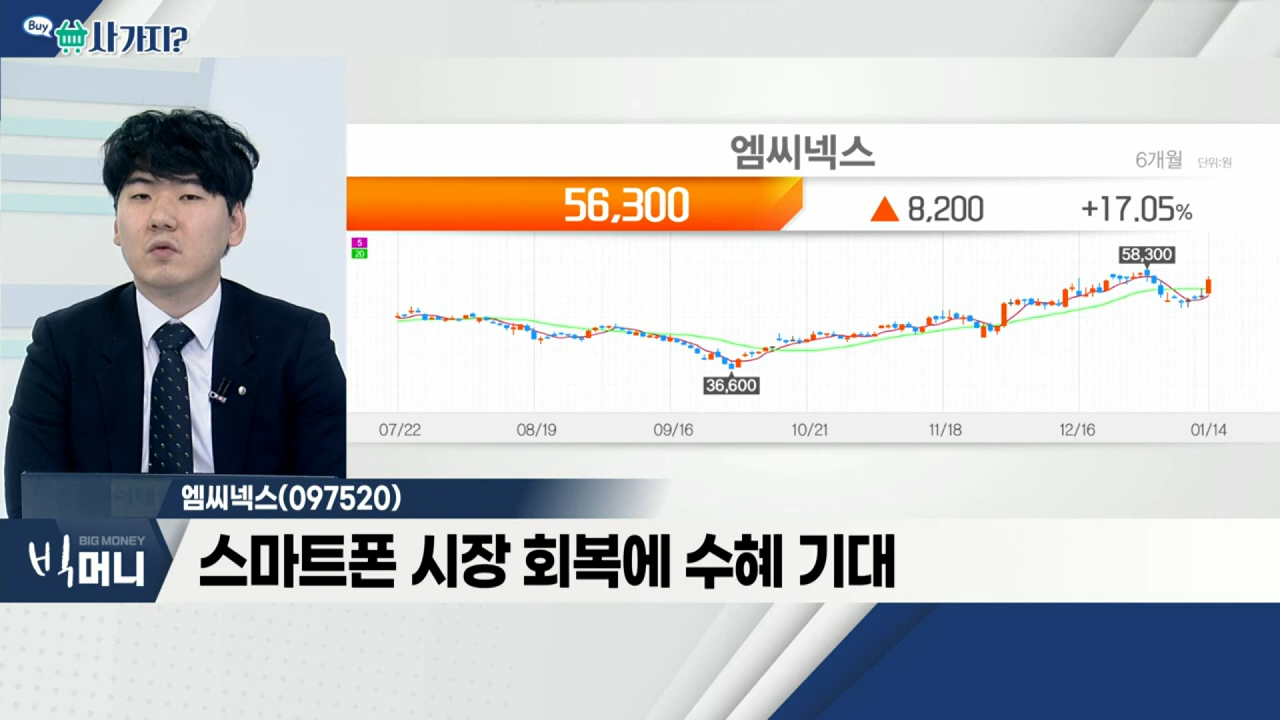 Buy 사 가지?
엠씨넥스
6개월 단위:원
56,300 ▲ 8,200 +17.05%
5
20
58,300
36,600
07/22 08/19 09/16 10/21 11/18 12/16 01/14
엠씨넥스(097520)
BIG MONEY
빅머니
스마트폰 시장 회복에 수혜 기대